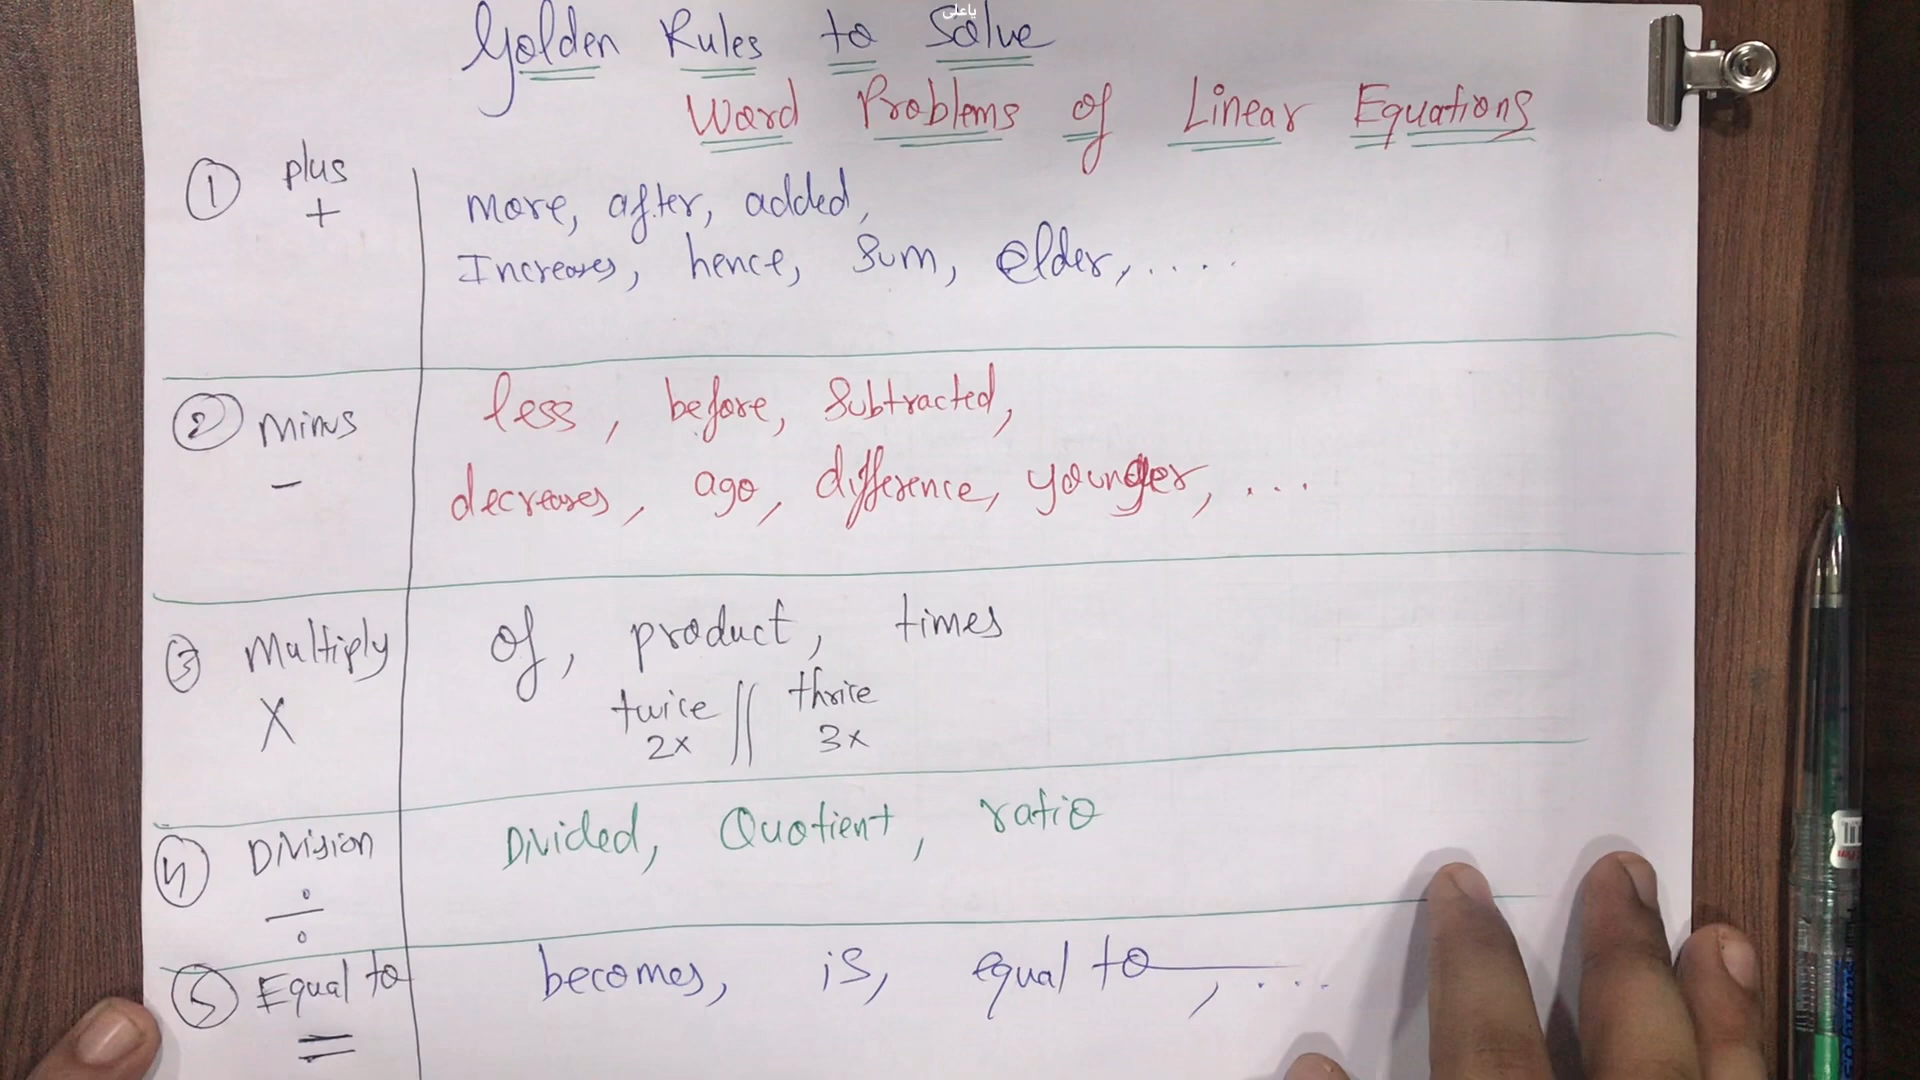 ياعلى
Golden Rules to Solve
Word Problems of Linear Equations
① plus
+
more, after, added,
Increases, hence, Sum, elder, ....
② Minus
−
less, before, Subtracted,
decreases, ago, difference, younger, ...
③ Multiply
X
of, product, times
twice || thrice
2x 3x
④ Division
÷
Divided, Quotient, ratio
⑤ Equal to
=
becomes, is, equal to, ...